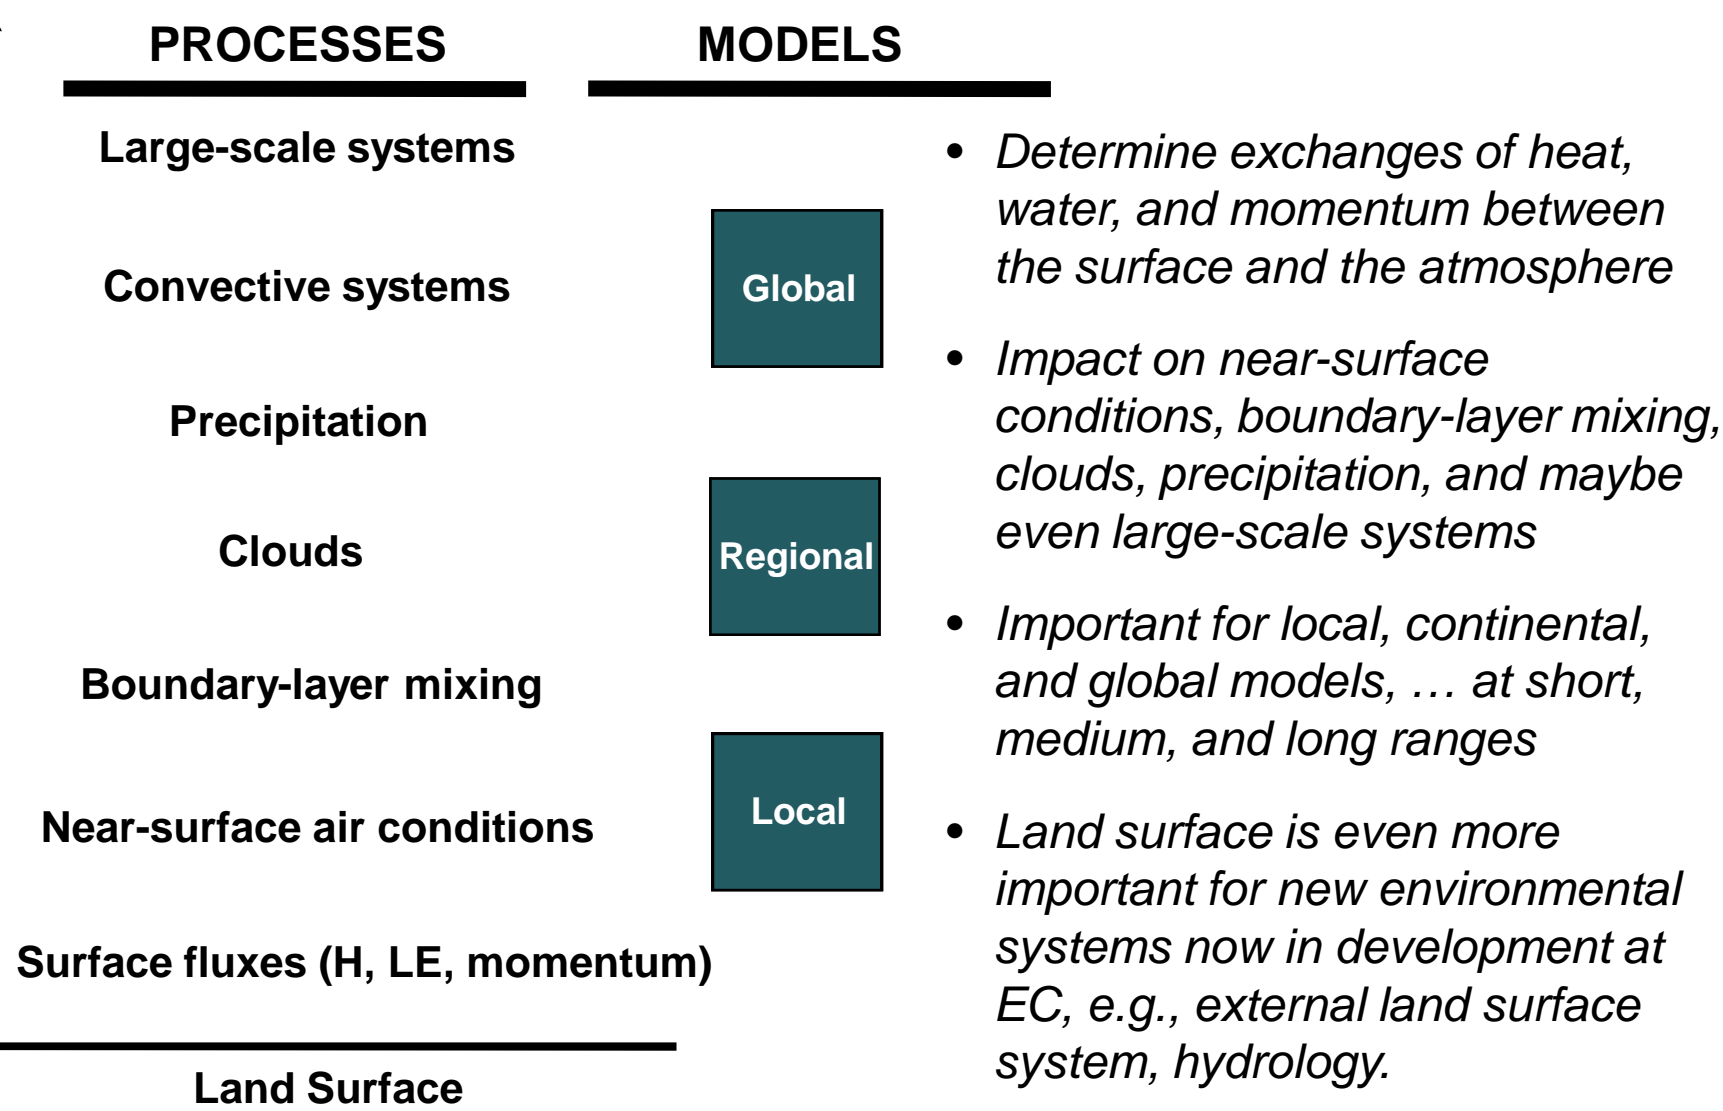 PROCESSES
MODELS
Large-scale systems
Convective systems
Precipitation
Clouds
Boundary-layer mixing
Near-surface air conditions
Surface fluxes (H, LE, momentum)
Land Surface
Global
Regional
Local
• Determine exchanges of heat,
water, and momentum between
the surface and the atmosphere
• Impact on near-surface
conditions, boundary-layer mixing,
clouds, precipitation, and maybe
even large-scale systems
• Important for local, continental,
and global models, … at short,
medium, and long ranges
• Land surface is even more
important for new environmental
systems now in development at
EC, e.g., external land surface
system, hydrology.